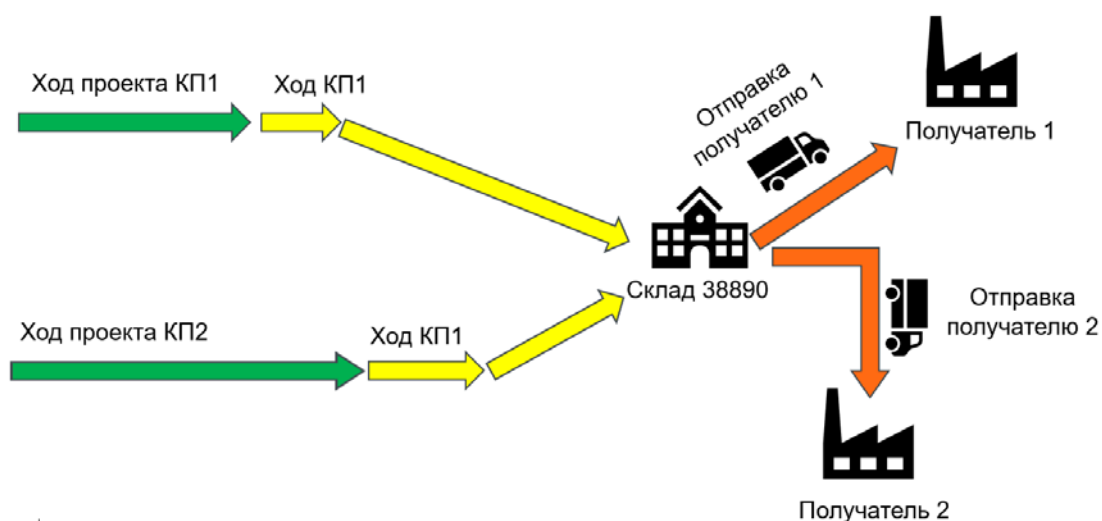 Ход проекта КП1
Ход КП1
Отправка
получателю 1
Получатель 1
Склад 38890
Ход проекта КП2
Ход КП1
Отправка
получателю 2
Получатель 2